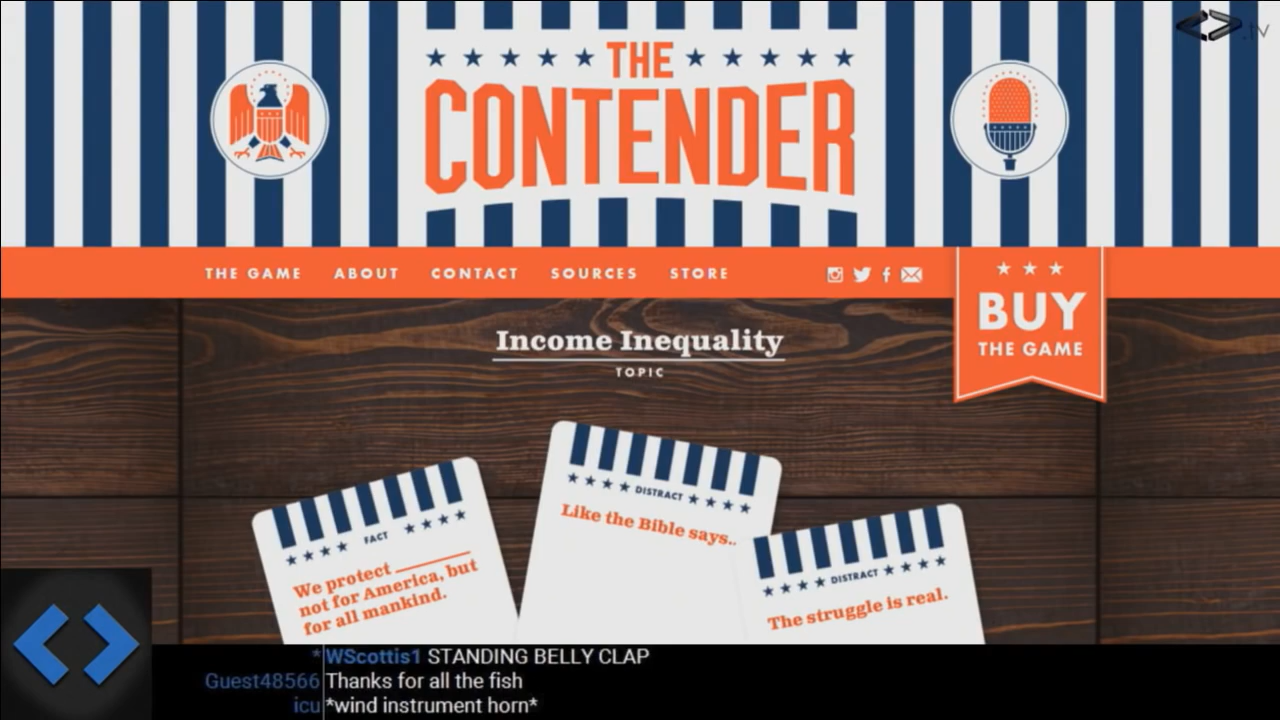 .tv
THE
CONTENDER
THE GAME ABOUT CONTACT SOURCES STORE
BUY
THE GAME
Income Inequality
TOPIC
FACT
We protect ______
not for America, but
for all mankind.
DISTRACT
Like the Bible says..
DISTRACT
The struggle is real.
*WScottis1 STANDING BELLY CLAP
Guest48566 Thanks for all the fish
icu *wind instrument horn*